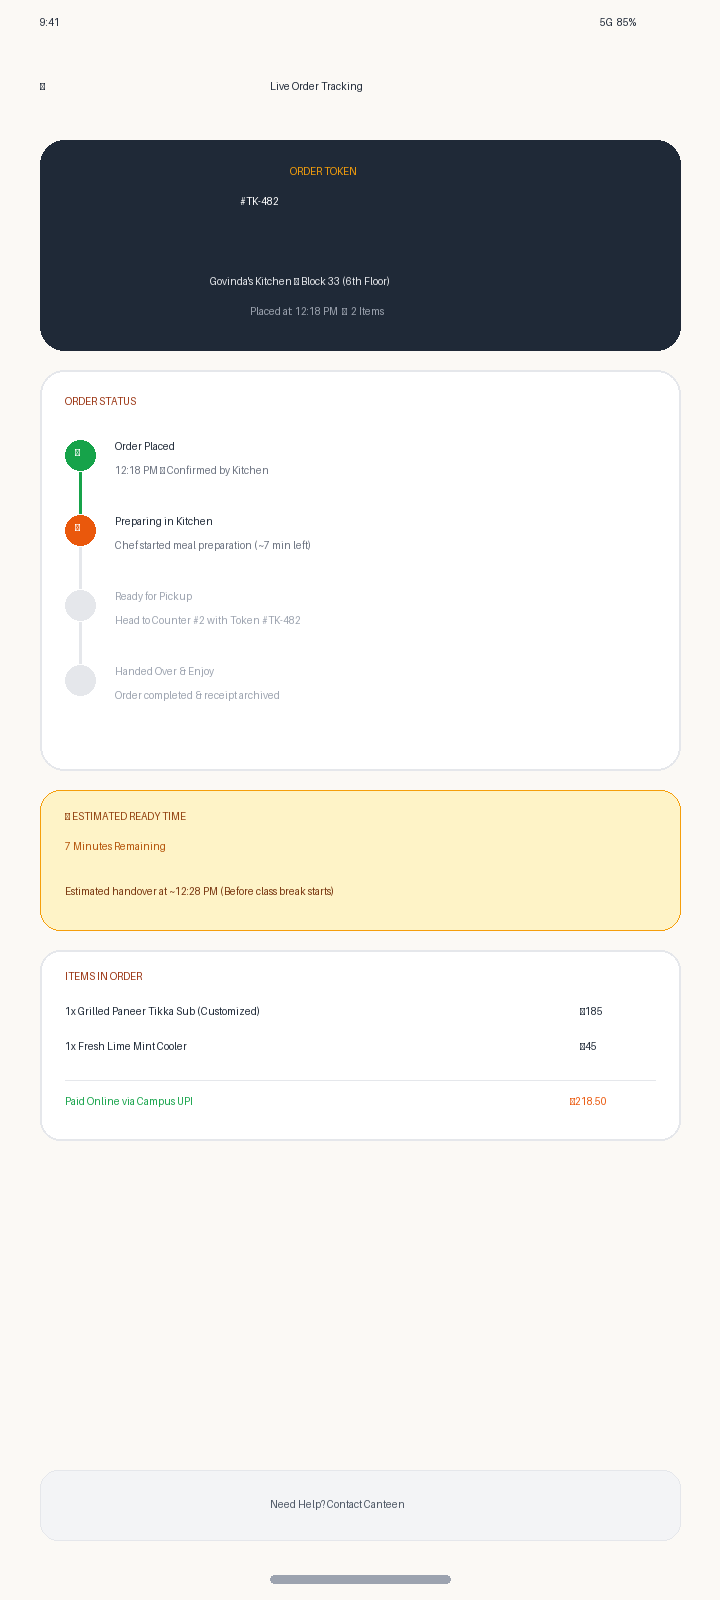 9:41 5G 85%
Live Order Tracking
ORDER TOKEN
#TK-482
Govinda's Kitchen Block 33 (6th Floor)
Placed at: 12:18 PM 2 Items
ORDER STATUS
Order Placed
12:18 PM Confirmed by Kitchen
Preparing in Kitchen
Chef started meal preparation (~7 min left)
Ready for Pickup
Head to Counter #2 with Token #TK-482
Handed Over & Enjoy
Order completed & receipt archived
ESTIMATED READY TIME
7 Minutes Remaining
Estimated handover at ~12:28 PM (Before class break starts)
ITEMS IN ORDER
1x Grilled Paneer Tikka Sub (Customized) 185
1x Fresh Lime Mint Cooler 45
Paid Online via Campus UPI 218.50
Need Help? Contact Canteen